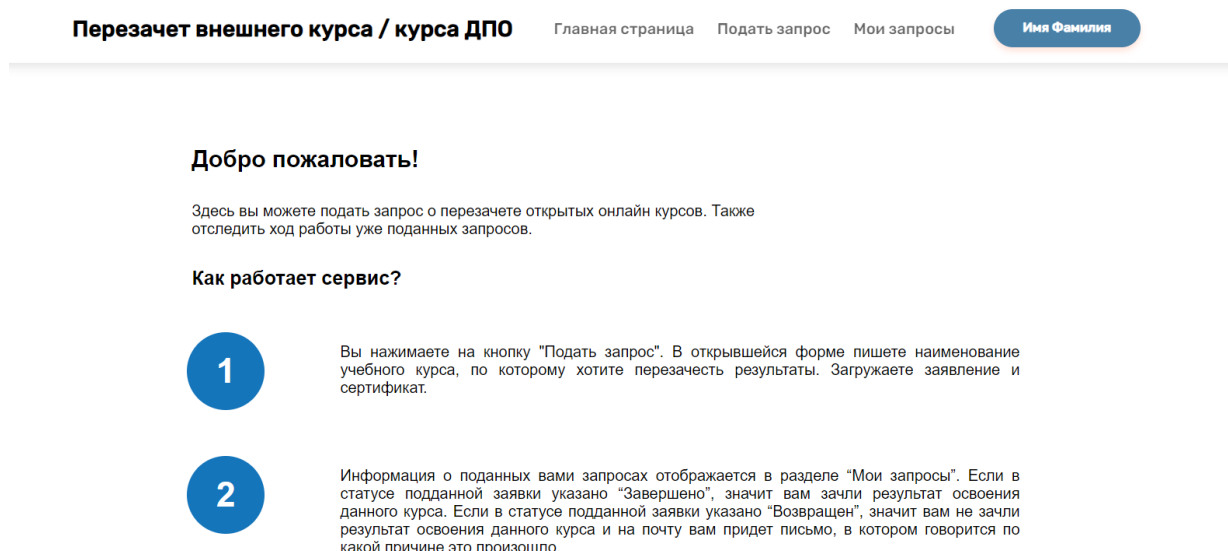 Перезачет внешнего курса / курса ДПО Главная страница Подать запрос Мои запросы Имя Фамилия
Добро пожаловать!
Здесь вы можете подать запрос о перезачете открытых онлайн курсов. Также
отследить ход работы уже поданных запросов.
Как работает сервис?
1
Вы нажимаете на кнопку "Подать запрос". В открывшейся форме пишете наименование
учебного курса, по которому хотите перезачесть результаты. Загружаете заявление и
сертификат.
2
Информация о поданных вами запросах отображается в разделе “Мои запросы”. Если в
статусе подданной заявки указано “Завершено”, значит вам зачли результат освоения
данного курса. Если в статусе подданной заявки указано “Возвращен”, значит вам не зачли
результат освоения данного курса и на почту вам придет письмо, в котором говорится по
какой причине это произошло.